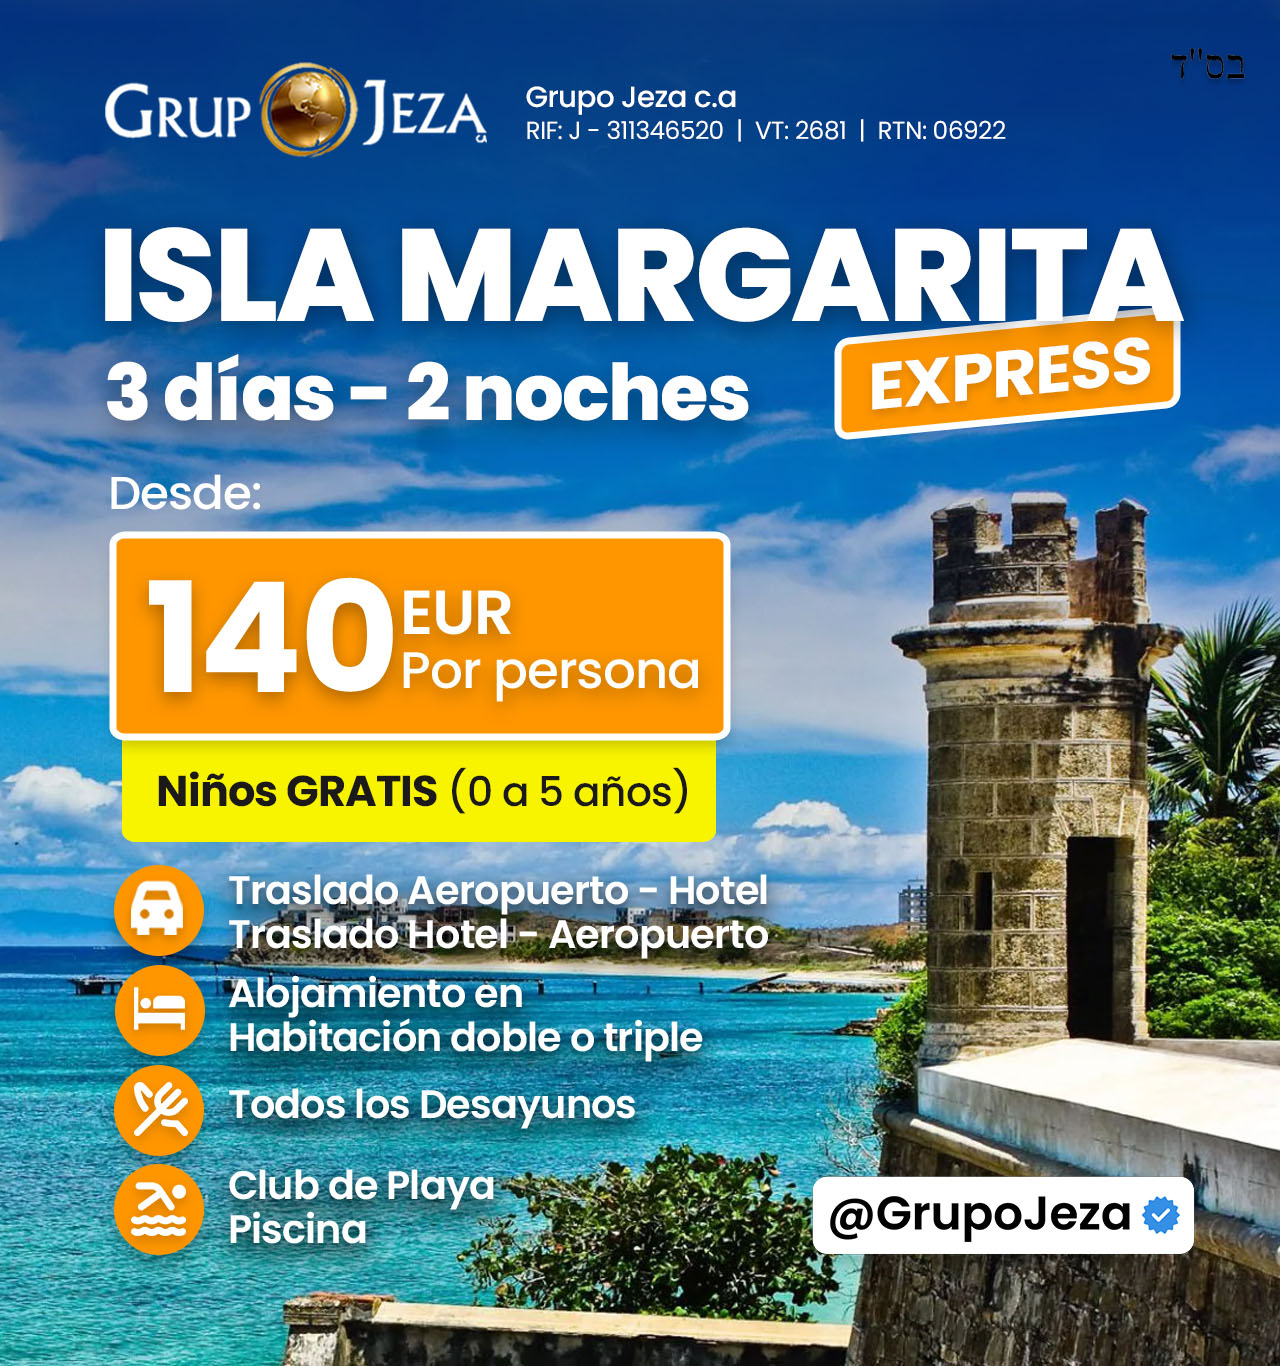 בס"ד
GRUPO JEZA C.A
Grupo Jeza c.a
RIF: J - 311346520 | VT: 2681 | RTN: 06922
ISLA MARGARITA
EXPRESS
3 días - 2 noches
Desde:
140 EUR
Por persona
Niños GRATIS (0 a 5 años)
Traslado Aeropuerto - Hotel
Traslado Hotel - Aeropuerto
Alojamiento en
Habitación doble o triple
Todos los Desayunos
Club de Playa
Piscina
@GrupoJeza